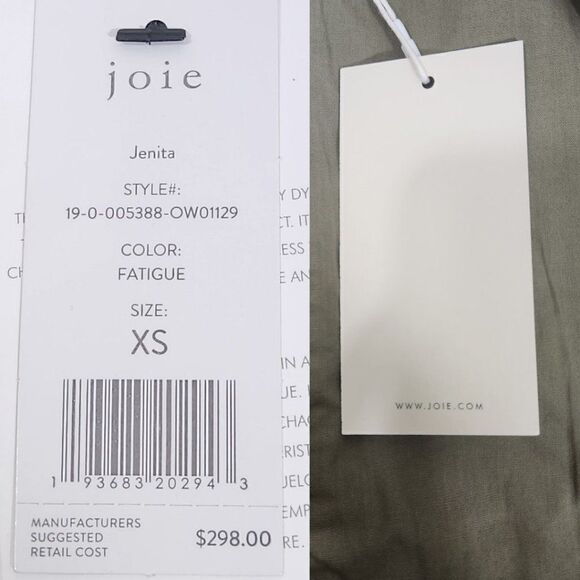 joie
Jenita
STYLE#:
19-0-005388-OW01129
COLOR:
FATIGUE
SIZE:
XS
1 93683 20294 3
MANUFACTURERS
SUGGESTED
RETAIL COST
$298.00
WWW.JOIE.COM